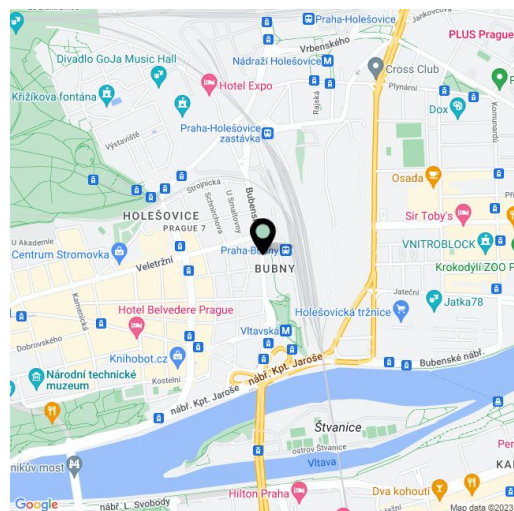 Praha-Holešovice
Jankovcova
Vrbenského
Divadlo GoJa Music Hall
Nádraží Holešovice
PLUS Prague
Cross Club
Křižíkova fontána
Hotel Expo
Rajská
Plynární
Dox
Komunardů
Výstaviště
Praha-Holešovice
zastávka
Osada
Strojnická
U Smaltovny
Schnirchova
Bubenská
HOLEŠOVICE
PRAGUE 7
Sir Toby's
U Akademie
Veletržní
Centrum Stromovka
Praha-Bubny
BUBNY
VNITROBLOCK
Krokodýlí ZOO
Kamenická
Hotel Belvedere Prague
Jateční
Jatka78
Holešovická tržnice
Dobrovského
Vltavská
Knihobot.cz
Bubenské nábř.
nábř. Kpt. Jaroše
Národní technické
muzeum
Kostelní
nábř. Kpt. Jaroše
Štvanice
ostrov Štvanice
Vltava
nikův most
Hilton Praha
Dva kohouti
nábř. L. Svobody
Google
Map data ©2023